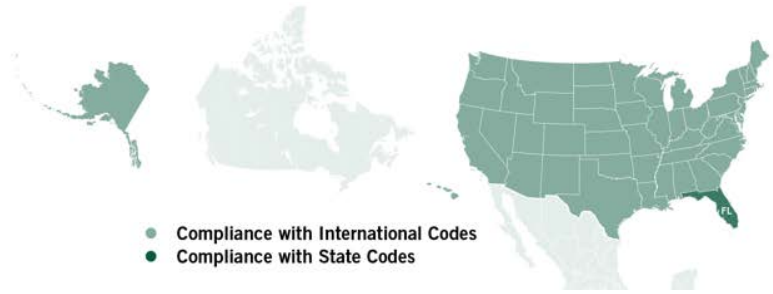 FL
Compliance with International Codes
Compliance with State Codes